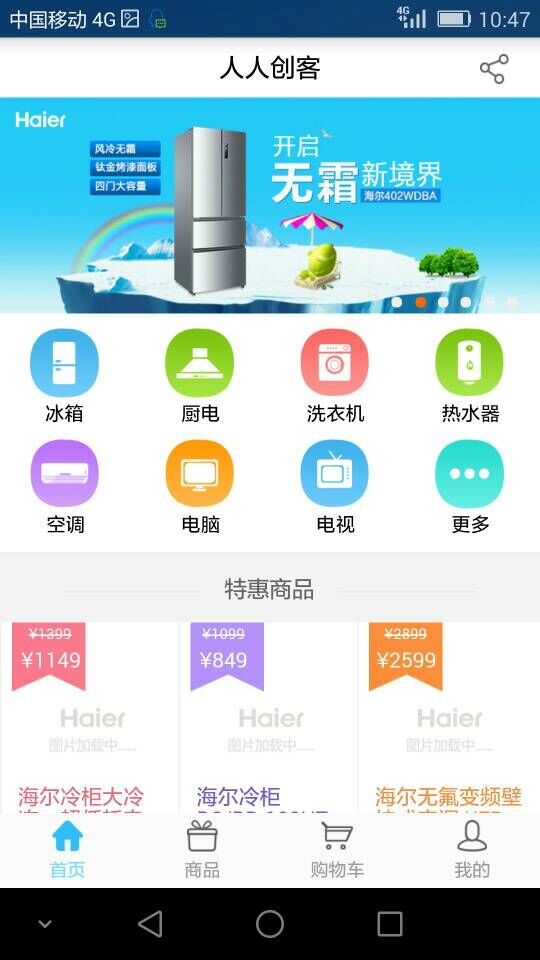 中国移动 4G
4G
10:47
人人创客
Haier
风冷无霜
钛金烤漆面板
四门大容量
开启
无霜新境界
海尔402WDBA
冰箱
厨电
洗衣机
热水器
空调
电脑
电视
更多
特惠商品
¥1399
¥1149
Haier
图片加载中......
海尔冷柜大冷
¥1099
¥849
Haier
图片加载中......
海尔冷柜
¥2899
¥2599
Haier
图片加载中......
海尔无氟变频壁
首页
商品
购物车
我的